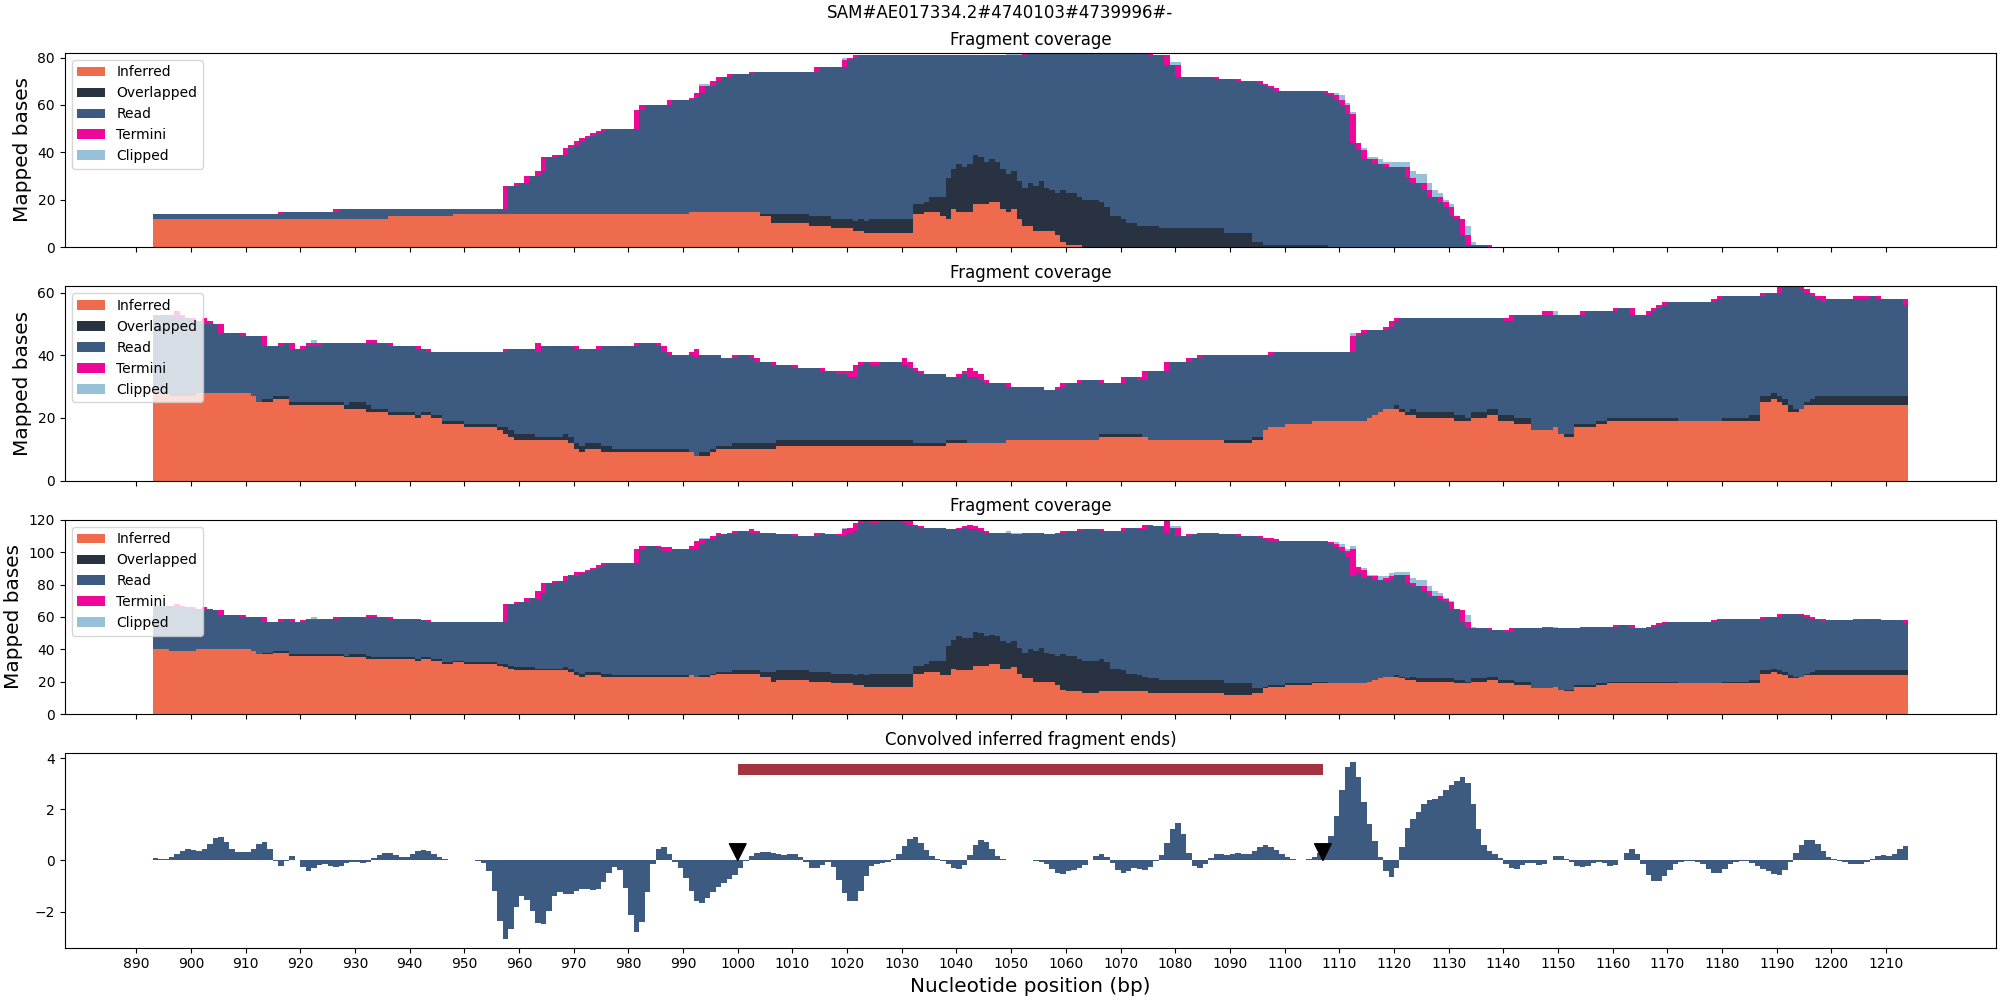 SAM#AE017334.2#4740103#4739996#-
Fragment coverage
Mapped bases
80
60
40
20
0
Inferred
Overlapped
Read
Termini
Clipped
Fragment coverage
Mapped bases
60
40
20
0
Inferred
Overlapped
Read
Termini
Clipped
Fragment coverage
Mapped bases
120
100
80
60
40
20
0
Inferred
Overlapped
Read
Termini
Clipped
Convolved inferred fragment ends)
4
2
0
−2
890 900 910 920 930 940 950 960 970 980 990 1000 1010 1020 1030 1040 1050 1060 1070 1080 1090 1100 1110 1120 1130 1140 1150 1160 1170 1180 1190 1200 1210
Nucleotide position (bp)